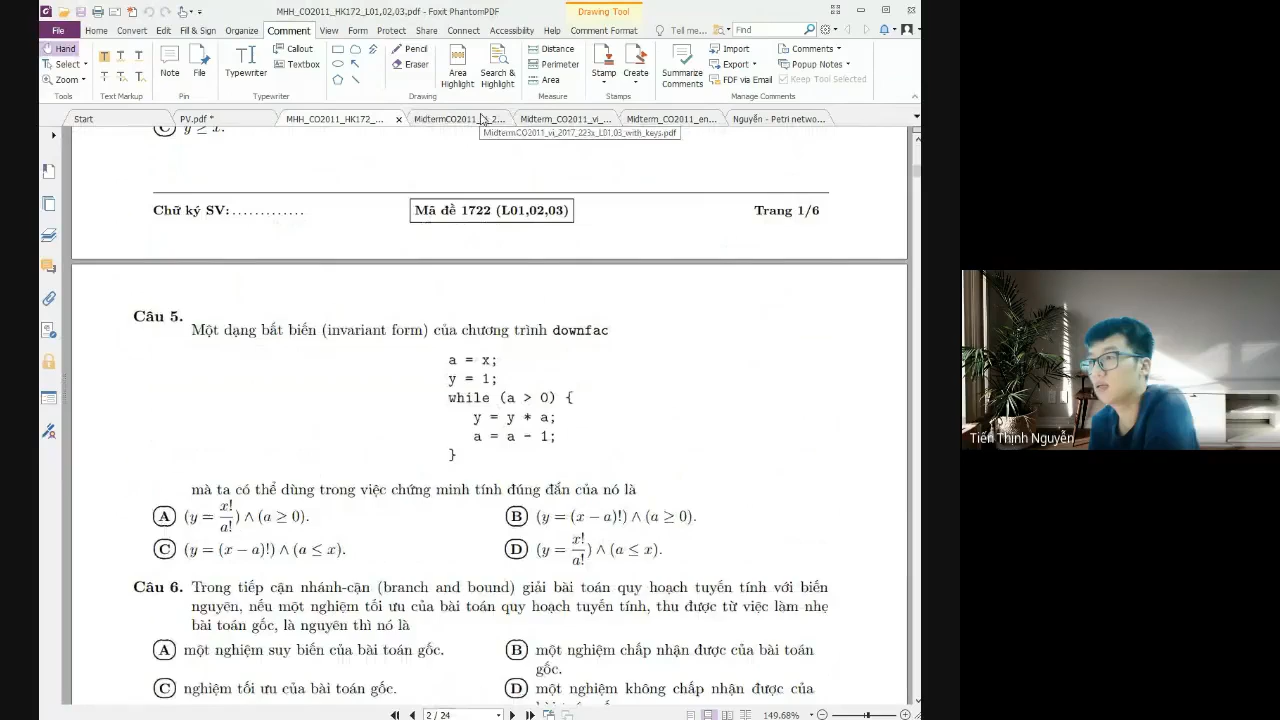 MHH_CO2011_HK172_L01,02,03.pdf - Foxit PhantomPDF
Drawing Tool
File Home Convert Edit Fill & Sign Organize Comment View Form Protect Share Connect Accessibility Help Comment Format Tell me... Find
Hand
Select
Zoom
Tools
Text Markup
Note
File
Pin
Typewriter
Callout
Textbox
Typewriter
Pencil
Eraser
Drawing
Area Highlight
Search & Highlight
Distance
Perimeter
Area
Measure
Stamp
Create
Stamps
Summarize Comments
Import
Export
FDF via Email
Comments
Popup Notes
Keep Tool Selected
Manage Comments
Start
PV.pdf *
MHH_CO2011_HK172_...
MidtermCO2011_vi_2...
Midterm_CO2011_vi_...
Midterm_CO2011_en...
Nguyễn - Petri netwo...
MidtermCO2011_vi_2017_223x_L01,03_with_keys.pdf
C y ≥ x.
Chữ ký SV: .............
Mã đề 1722 (L01,02,03)
Trang 1/6
Câu 5.
Một dạng bất biến (invariant form) của chương trình downfac
a = x;
y = 1;
while (a > 0) {
y = y * a;
a = a - 1;
}
mà ta có thể dùng trong việc chứng minh tính đúng đắn của nó là
A (y = x!/a!) ∧ (a ≥ 0).
B (y = (x − a)!) ∧ (a ≥ 0).
C (y = (x − a)!) ∧ (a ≤ x).
D (y = x!/a!) ∧ (a ≤ x).
Câu 6. Trong tiếp cận nhánh-cận (branch and bound) giải bài toán quy hoạch tuyến tính với biến
nguyên, nếu một nghiệm tối ưu của bài toán quy hoạch tuyến tính, thu được từ việc làm nhẹ
bài toán gốc, là nguyên thì nó là
A một nghiệm suy biến của bài toán gốc.
B một nghiệm chấp nhận được của bài toán
gốc.
C nghiệm tối ưu của bài toán gốc.
D một nghiệm không chấp nhận được của
2 / 24
149.68%
Tiến Thịnh Nguyễn